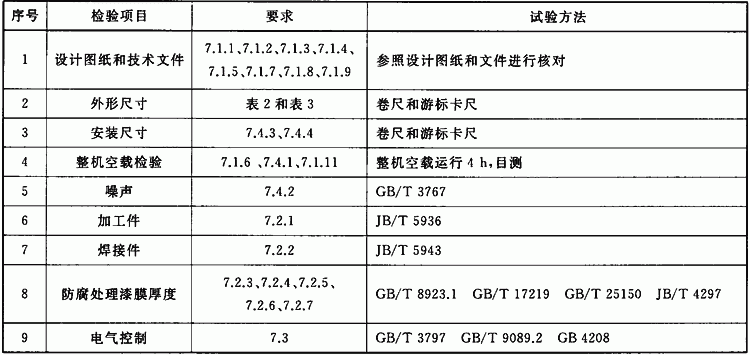 序号 检验项目 要求 试验方法
1 设计图纸和技术文件 7.1.1、7.1.2、7.1.3、7.1.4、
7.1.5、7.1.7、7.1.8、7.1.9 参照设计图纸和文件进行核对
2 外形尺寸 表 2 和表 3 卷尺和游标卡尺
3 安装尺寸 7.4.3、7.4.4 卷尺和游标卡尺
4 整机空载检验 7.1.6 、7.4.1、7.1.11 整机空载运行 4 h,目测
5 噪声 7.4.2 GB/T 3767
6 加工件 7.2.1 JB/T 5936
7 焊接件 7.2.2 JB/T 5943
8 防腐处理漆膜厚度 7.2.3、7.2.4、7.2.5、
7.2.6、7.2.7 GB/T 8923.1 GB/T 17219 GB/T 25150 JB/T 4297
9 电气控制 7.3 GB/T 3797 GB/T 9089.2 GB 4208